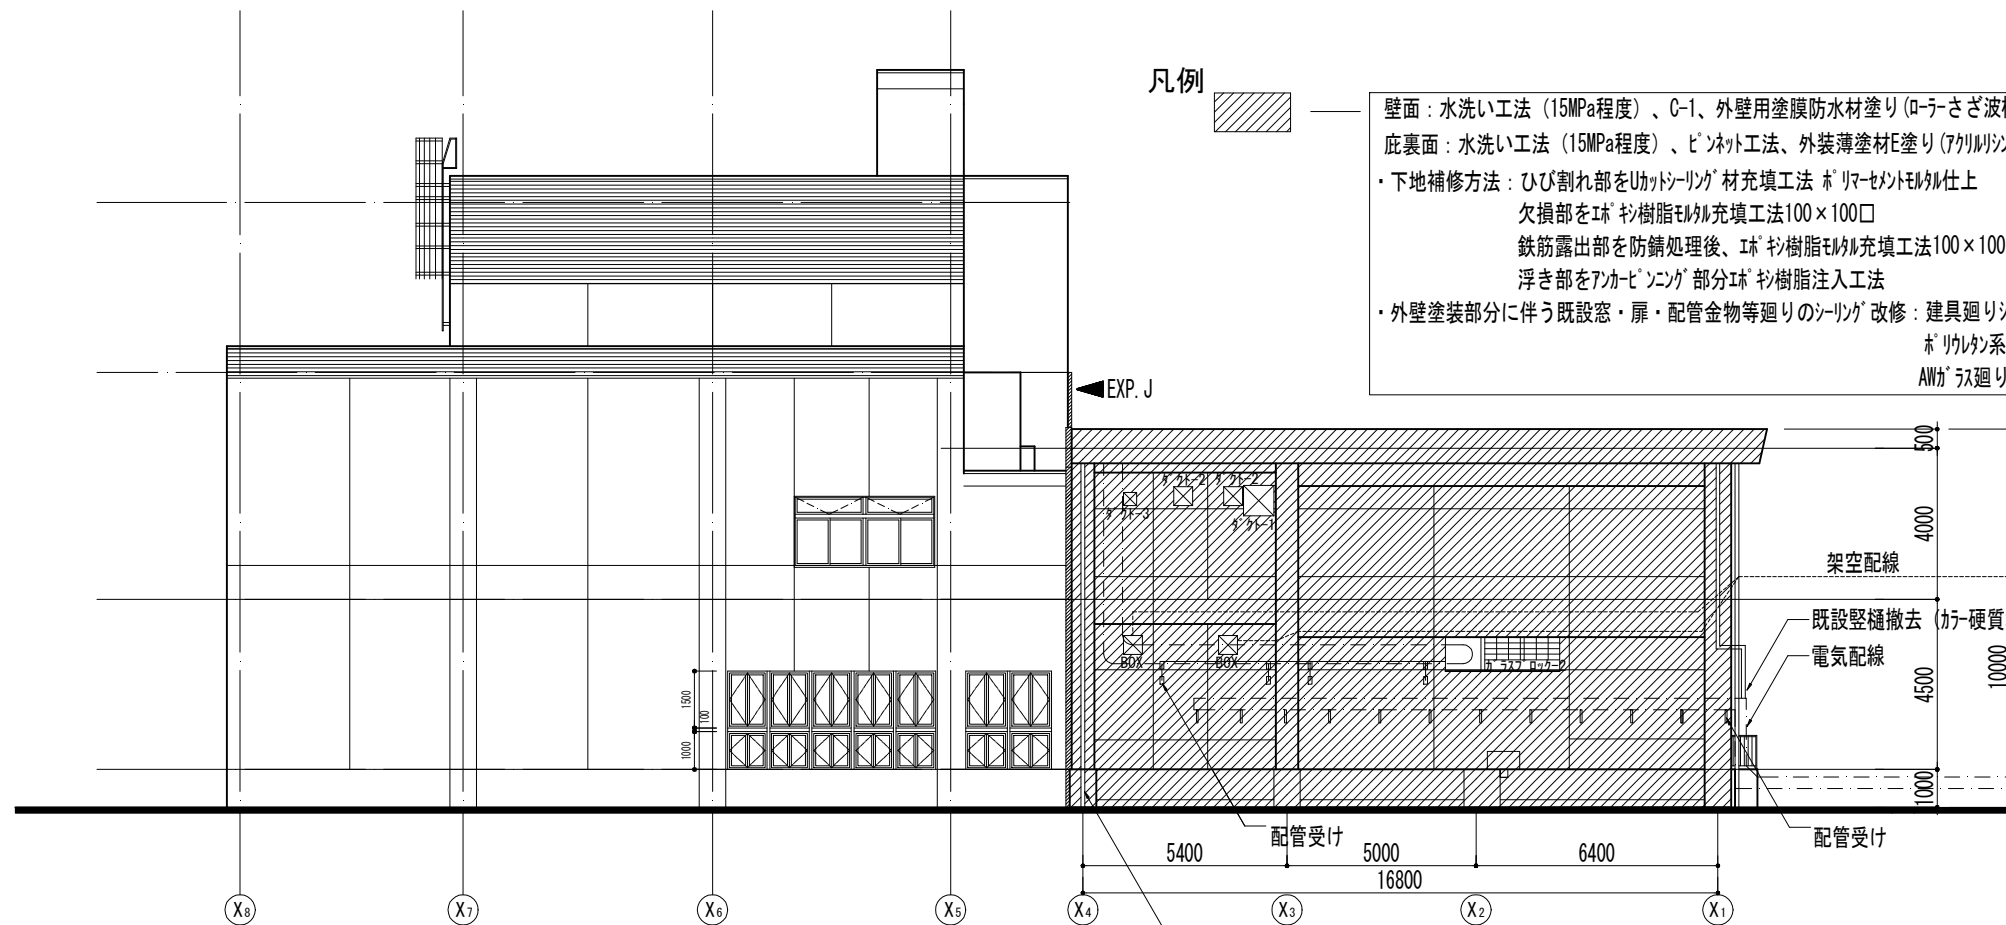 凡例
壁面：水洗い工法（15MPa程度）、C-1、外壁用塗膜防水材塗り(ローラーさざ波
庇裏面：水洗い工法（15MPa程度）、ピンネット工法、外装薄塗材E塗り(アクリルリシン
・下地補修方法：ひび割れ部をUカットシーリング材充填工法 ポリマーセメントモルタル仕上
欠損部をエポキシ樹脂モルタル充填工法100×100□
鉄筋露出部を防錆処理後、エポキシ樹脂モルタル充填工法100×100
浮き部をアンカーピンニング部分エポキシ樹脂注入工法
・外壁塗装部分に伴う既設窓・扉・配管金物等廻りのシーリング改修：建具廻りシ
ポリウレタン系
AWガラス廻り
EXP.J
500
4000
4500
1000
10000
ダクト-2
ダクト-2
ダクト-3
ダクト-1
架空配線
既設竪樋撤去（カラー硬質
電気配線
BOX
BOX
ガラスブロック-2
1500
100
1000
配管受け
配管受け
5400
5000
6400
16800
X8
X7
X6
X5
X4
X3
X2
X1